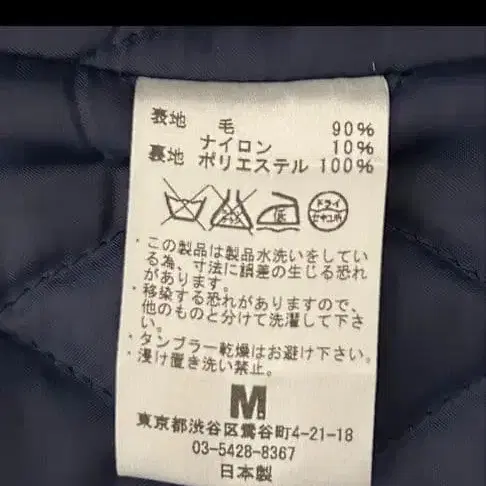 表地　毛　90%
ナイロン　10%
裏地　ポリエステル　100%
低　ドライ
セキユ系
・この製品は製品水洗いをしてい
る為、寸法に誤差の生じる恐れ
があります。
・移染する恐れがありますので、
他のものと分けて洗濯して下さ
い。
・タンブラー乾燥はお避け下さい。
・浸け置き洗い禁止。
M
東京都渋谷区鶯谷町4-21-18
03-5428-8367
日本製